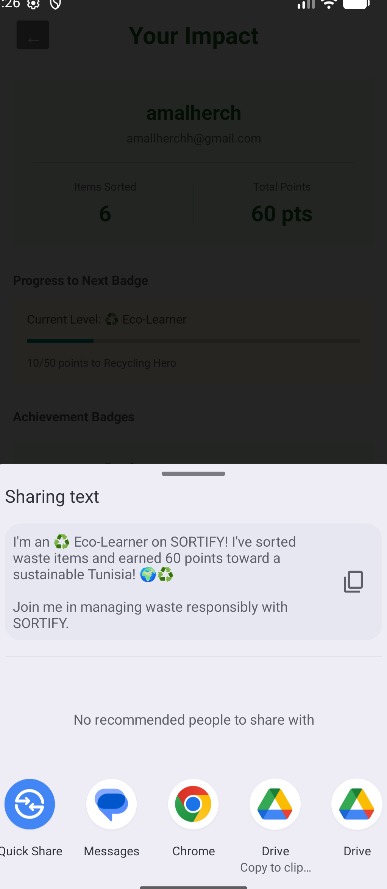 :26
←
Your Impact
amalherch
amallherchh@gmail.com
Items Sorted
Total Points
6
60 pts
Progress to Next Badge
Current Level: ♻️ Eco-Learner
10/50 points to Recycling Hero
Achievement Badges
Sharing text
I'm an ♻️ Eco-Learner on SORTIFY! I've sorted
waste items and earned 60 points toward a
sustainable Tunisia! 🌍♻️
Join me in managing waste responsibly with
SORTIFY.
No recommended people to share with
Quick Share
Messages
Chrome
Drive
Copy to clip...
Drive